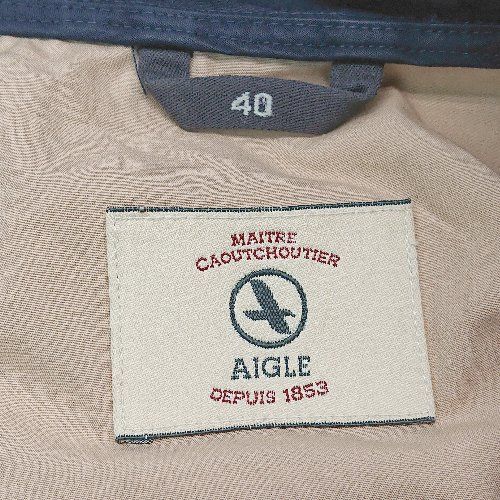 40
MAITRE
CAOUTCHOUTIER
AIGLE
DEPUIS 1853